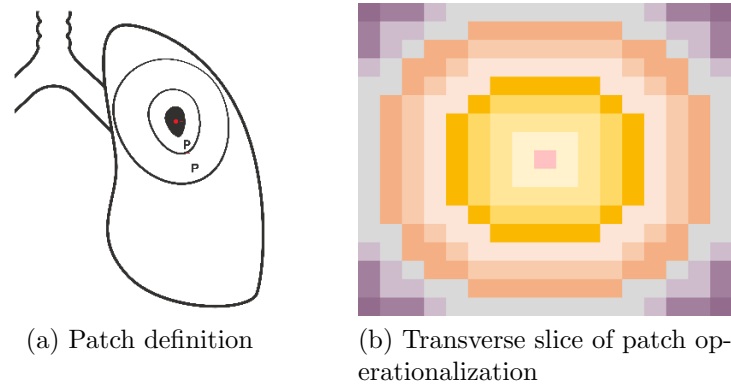 P
P
(a) Patch definition
(b) Transverse slice of patch op-
erationalization